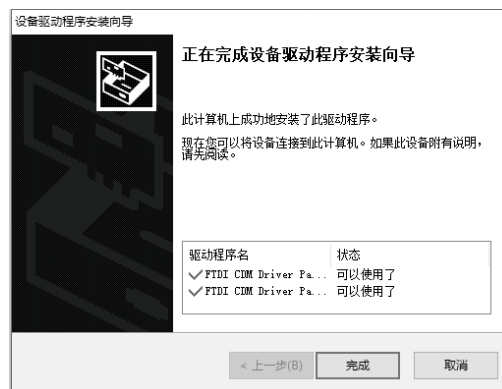 设备驱动程序安装向导
正在完成设备驱动程序安装向导
此计算机上成功地安装了此驱动程序。
现在您可以将设备连接到此计算机。如果此设备附有说明，
请先阅读。
驱动程序名 状态
FTDI CDM Driver Pa... 可以使用了
FTDI CDM Driver Pa... 可以使用了
< 上一步(B) 完成 取消